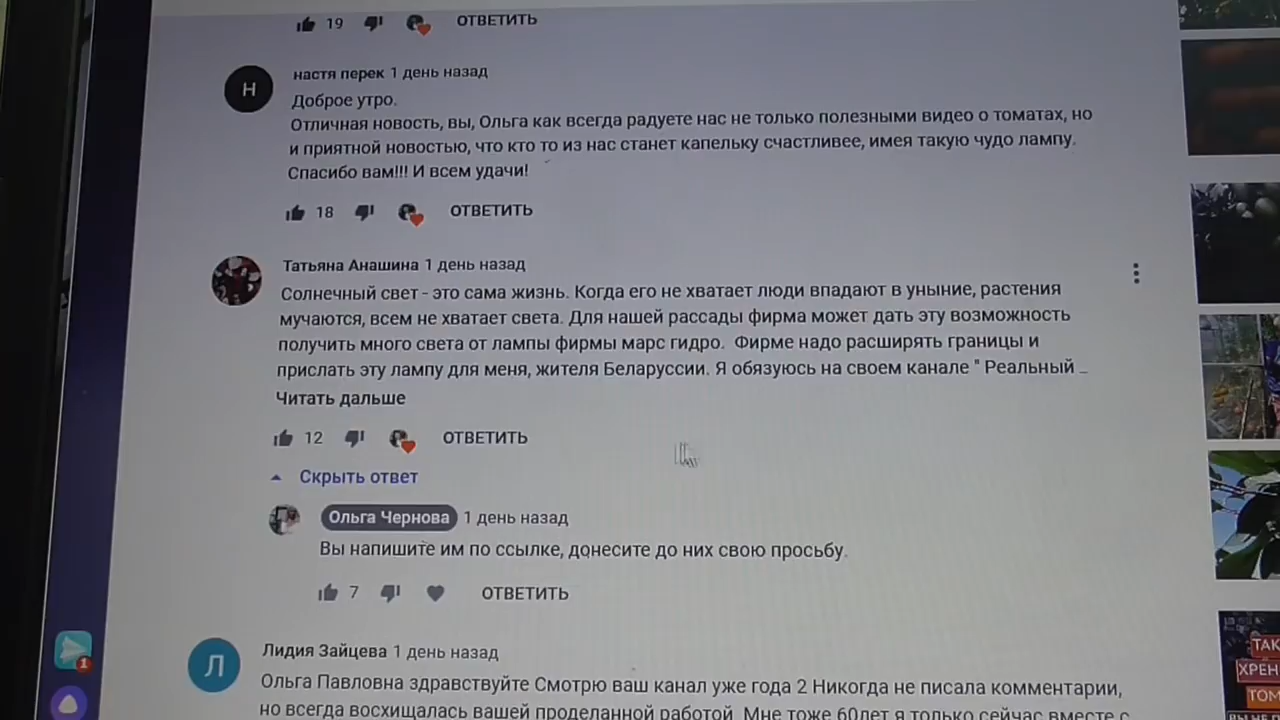 19 ОТВЕТИТЬ
Н
настя перек 1 день назад
Доброе утро.
Отличная новость, вы, Ольга как всегда радуете нас не только полезными видео о томатах, но
и приятной новостью, что кто то из нас станет капельку счастливее, имея такую чудо лампу.
Спасибо вам!!! И всем удачи!
18 ОТВЕТИТЬ
Татьяна Анашина 1 день назад
Солнечный свет - это сама жизнь. Когда его не хватает люди впадают в уныние, растения
мучаются, всем не хватает света. Для нашей рассады фирма может дать эту возможность
получить много света от лампы фирмы марс гидро. Фирме надо расширять границы и
прислать эту лампу для меня, жителя Беларуссии. Я обязуюсь на своем канале " Реальный ...
Читать дальше
12 ОТВЕТИТЬ
Скрыть ответ
Ольга Чернова 1 день назад
Вы напишите им по ссылке, донесите до них свою просьбу.
7 ОТВЕТИТЬ
Л
Лидия Зайцева 1 день назад
Ольга Павловна здравствуйте Смотрю ваш канал уже года 2 Никогда не писала комментарии,
но всегда восхищалась вашей проделанной работой. Мне тоже 60лет я только сейчас вместе с
1
ТАК
ХРЕН
ТОМ